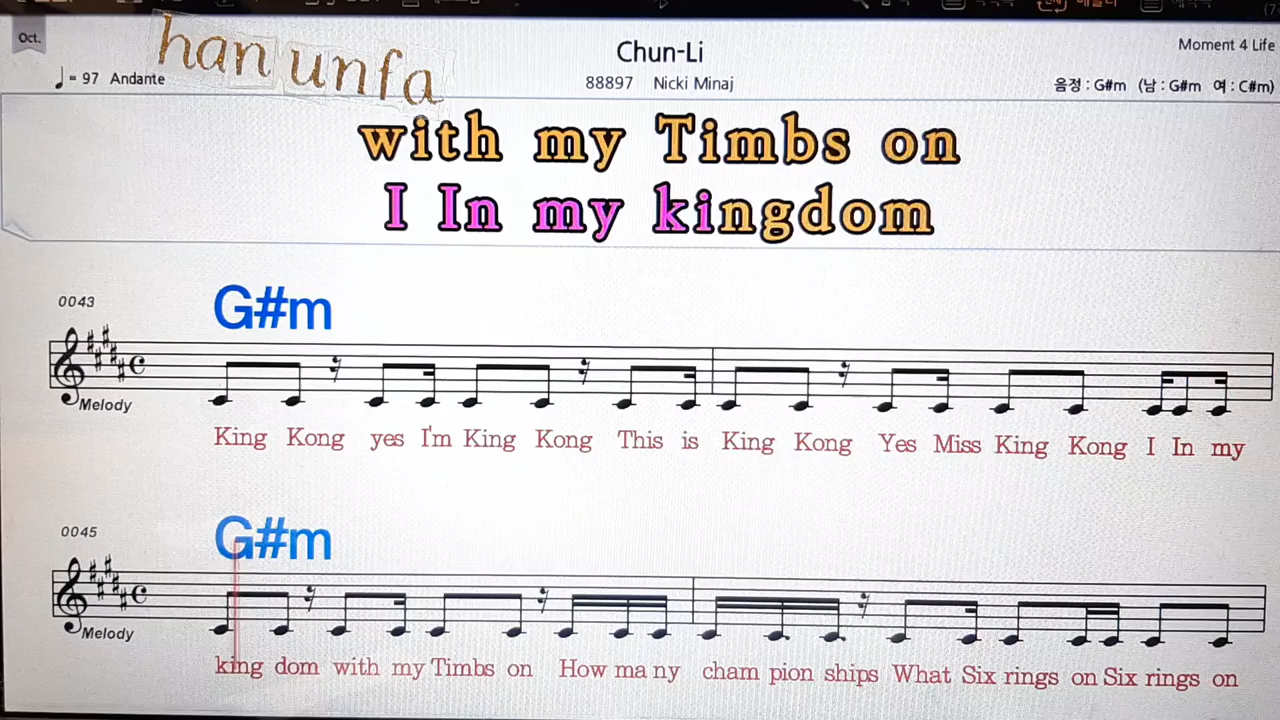 Oct.
han unfa
Chun-Li
Moment 4 Life
♩= 97 Andante
88897 Nicki Minaj
음정 : G#m (남 : G#m 여 : C#m)
with my Timbs on
I In my kingdom
0043
G#m
Melody
King Kong yes I'm King Kong This is King Kong Yes Miss King Kong I In my
0045
G#m
Melody
king dom with my Timbs on How ma ny cham pion ships What Six rings on Six rings on